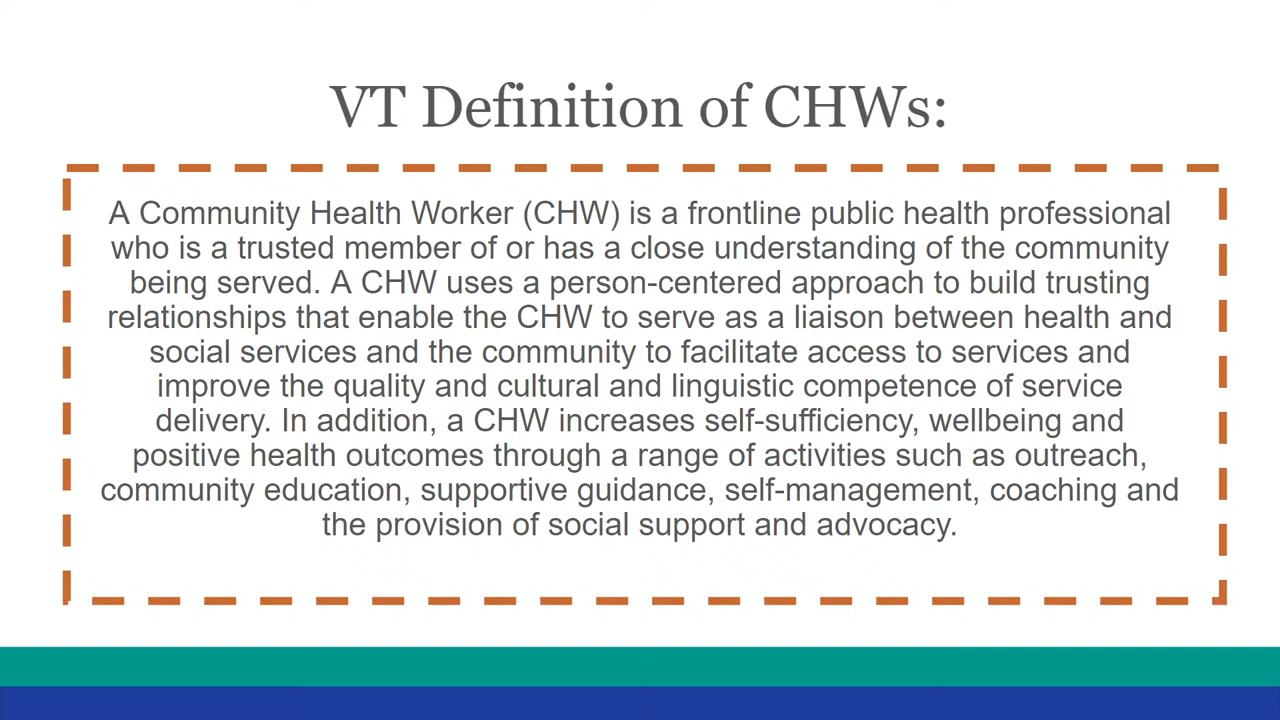 VT Definition of CHWs:
A Community Health Worker (CHW) is a frontline public health professional
who is a trusted member of or has a close understanding of the community
being served. A CHW uses a person-centered approach to build trusting
relationships that enable the CHW to serve as a liaison between health and
social services and the community to facilitate access to services and
improve the quality and cultural and linguistic competence of service
delivery. In addition, a CHW increases self-sufficiency, wellbeing and
positive health outcomes through a range of activities such as outreach,
community education, supportive guidance, self-management, coaching and
the provision of social support and advocacy.